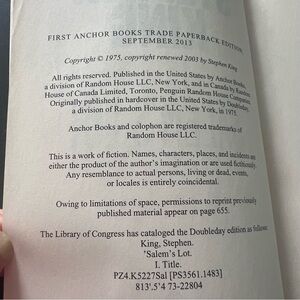 FIRST ANCHOR BOOKS TRADE PAPERBACK EDITION
SEPTEMBER 2013
Copyright © 1975, copyright renewed 2003 by Stephen King
All rights reserved. Published in the United States by Anchor Books,
a division of Random House LLC, New York, and in Canada by Random
House of Canada Limited, Toronto, Penguin Random House Companies.
Originally published in hardcover in the United States by Doubleday,
a division of Random House LLC, New York, in 1975.
Anchor Books and colophon are registered trademarks of
Random House LLC.
This is a work of fiction. Names, characters, places, and incidents are
either the product of the author's imagination or are used fictitiously.
Any resemblance to actual persons, living or dead, events,
or locales is entirely coincidental.
Owing to limitations of space, permissions to reprint previously
published material appear on page 655.
The Library of Congress has cataloged the Doubleday edition as follows:
King, Stephen.
'Salem's Lot.
I. Title.
PZ4.K5227Sal [PS3561.1483]
813'.5'4 73-22804